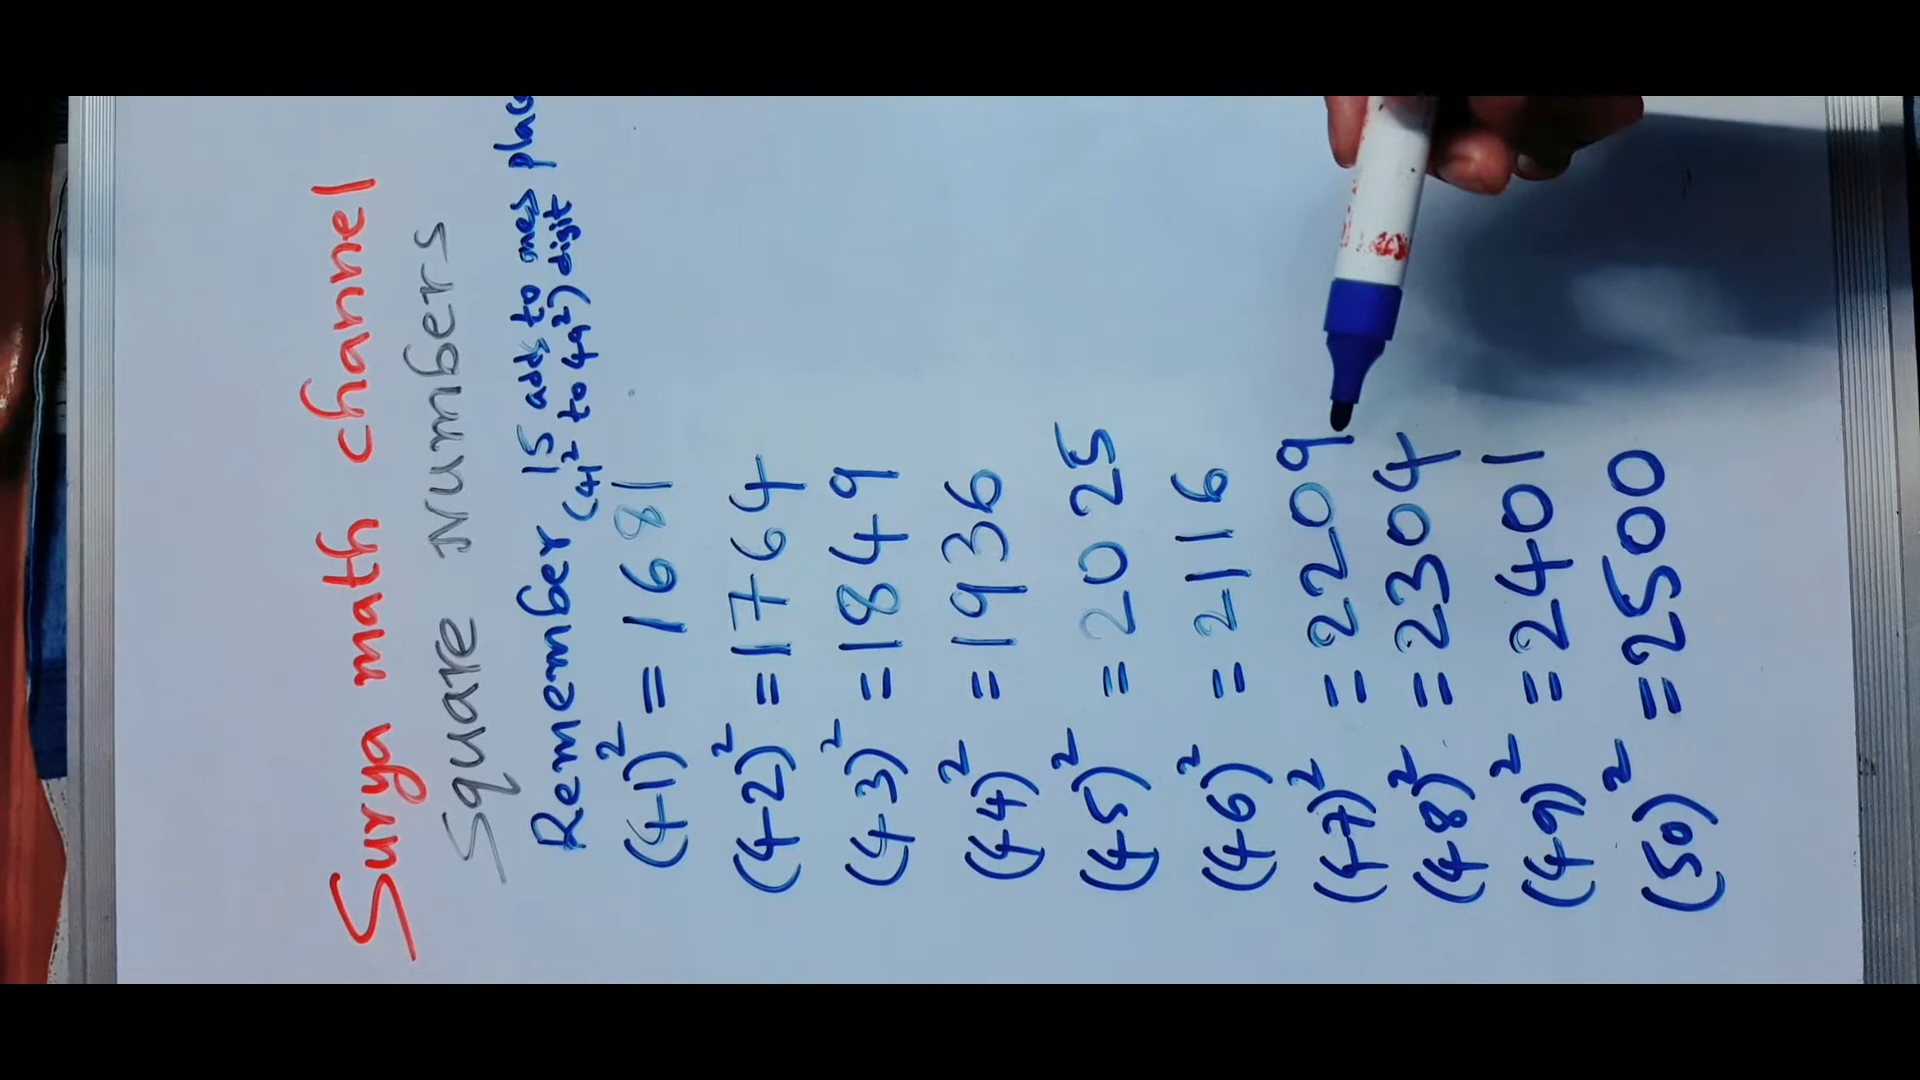 Surya math channel
Square Numbers
Remember 15 adds to ones place
(41² to 49²) digit
(41)² = 1681
(42)² = 1764
(43)² = 1849
(44)² = 1936
(45)² = 2025
(46)² = 2116
(47)² = 2209
(48)² = 2304
(49)² = 2401
(50)² = 2500